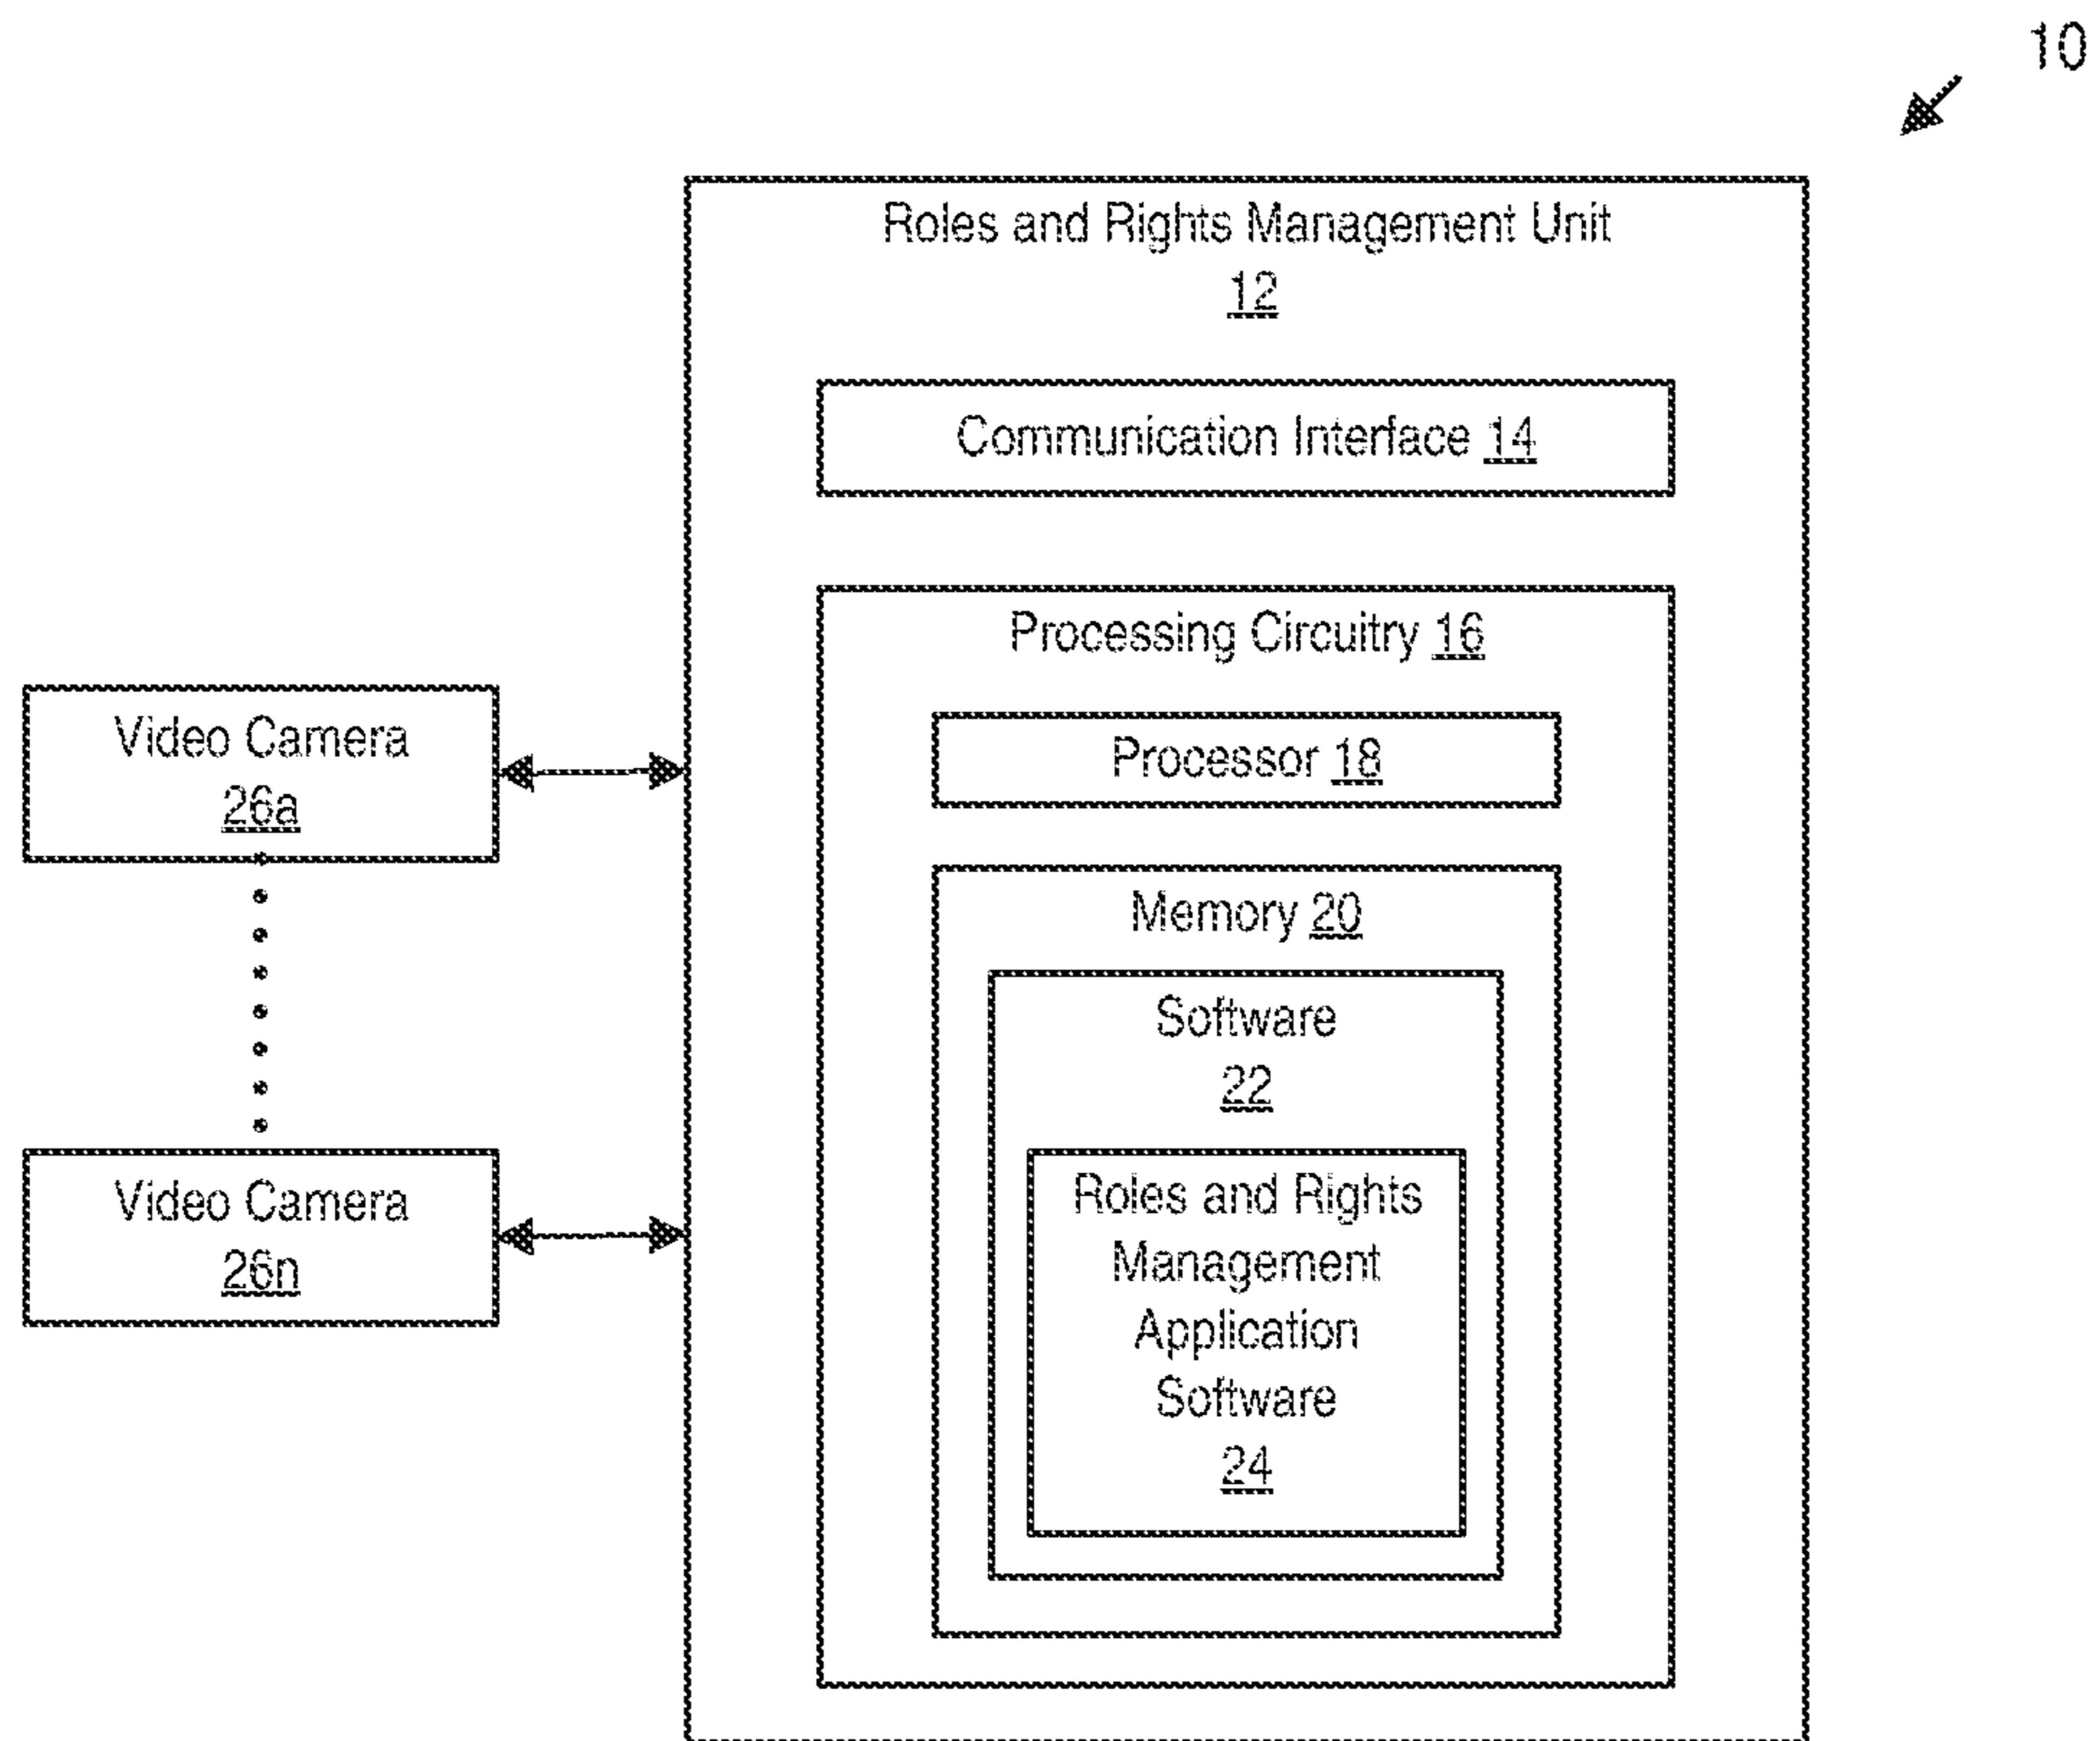 10
Roles and Rights Management Unit
12
Communication Interface 14
Processing Circuitry 16
Processor 18
Memory 20
Software
22
Roles and Rights
Management
Application
Software
24
Video Camera
26a
Video Camera
26n